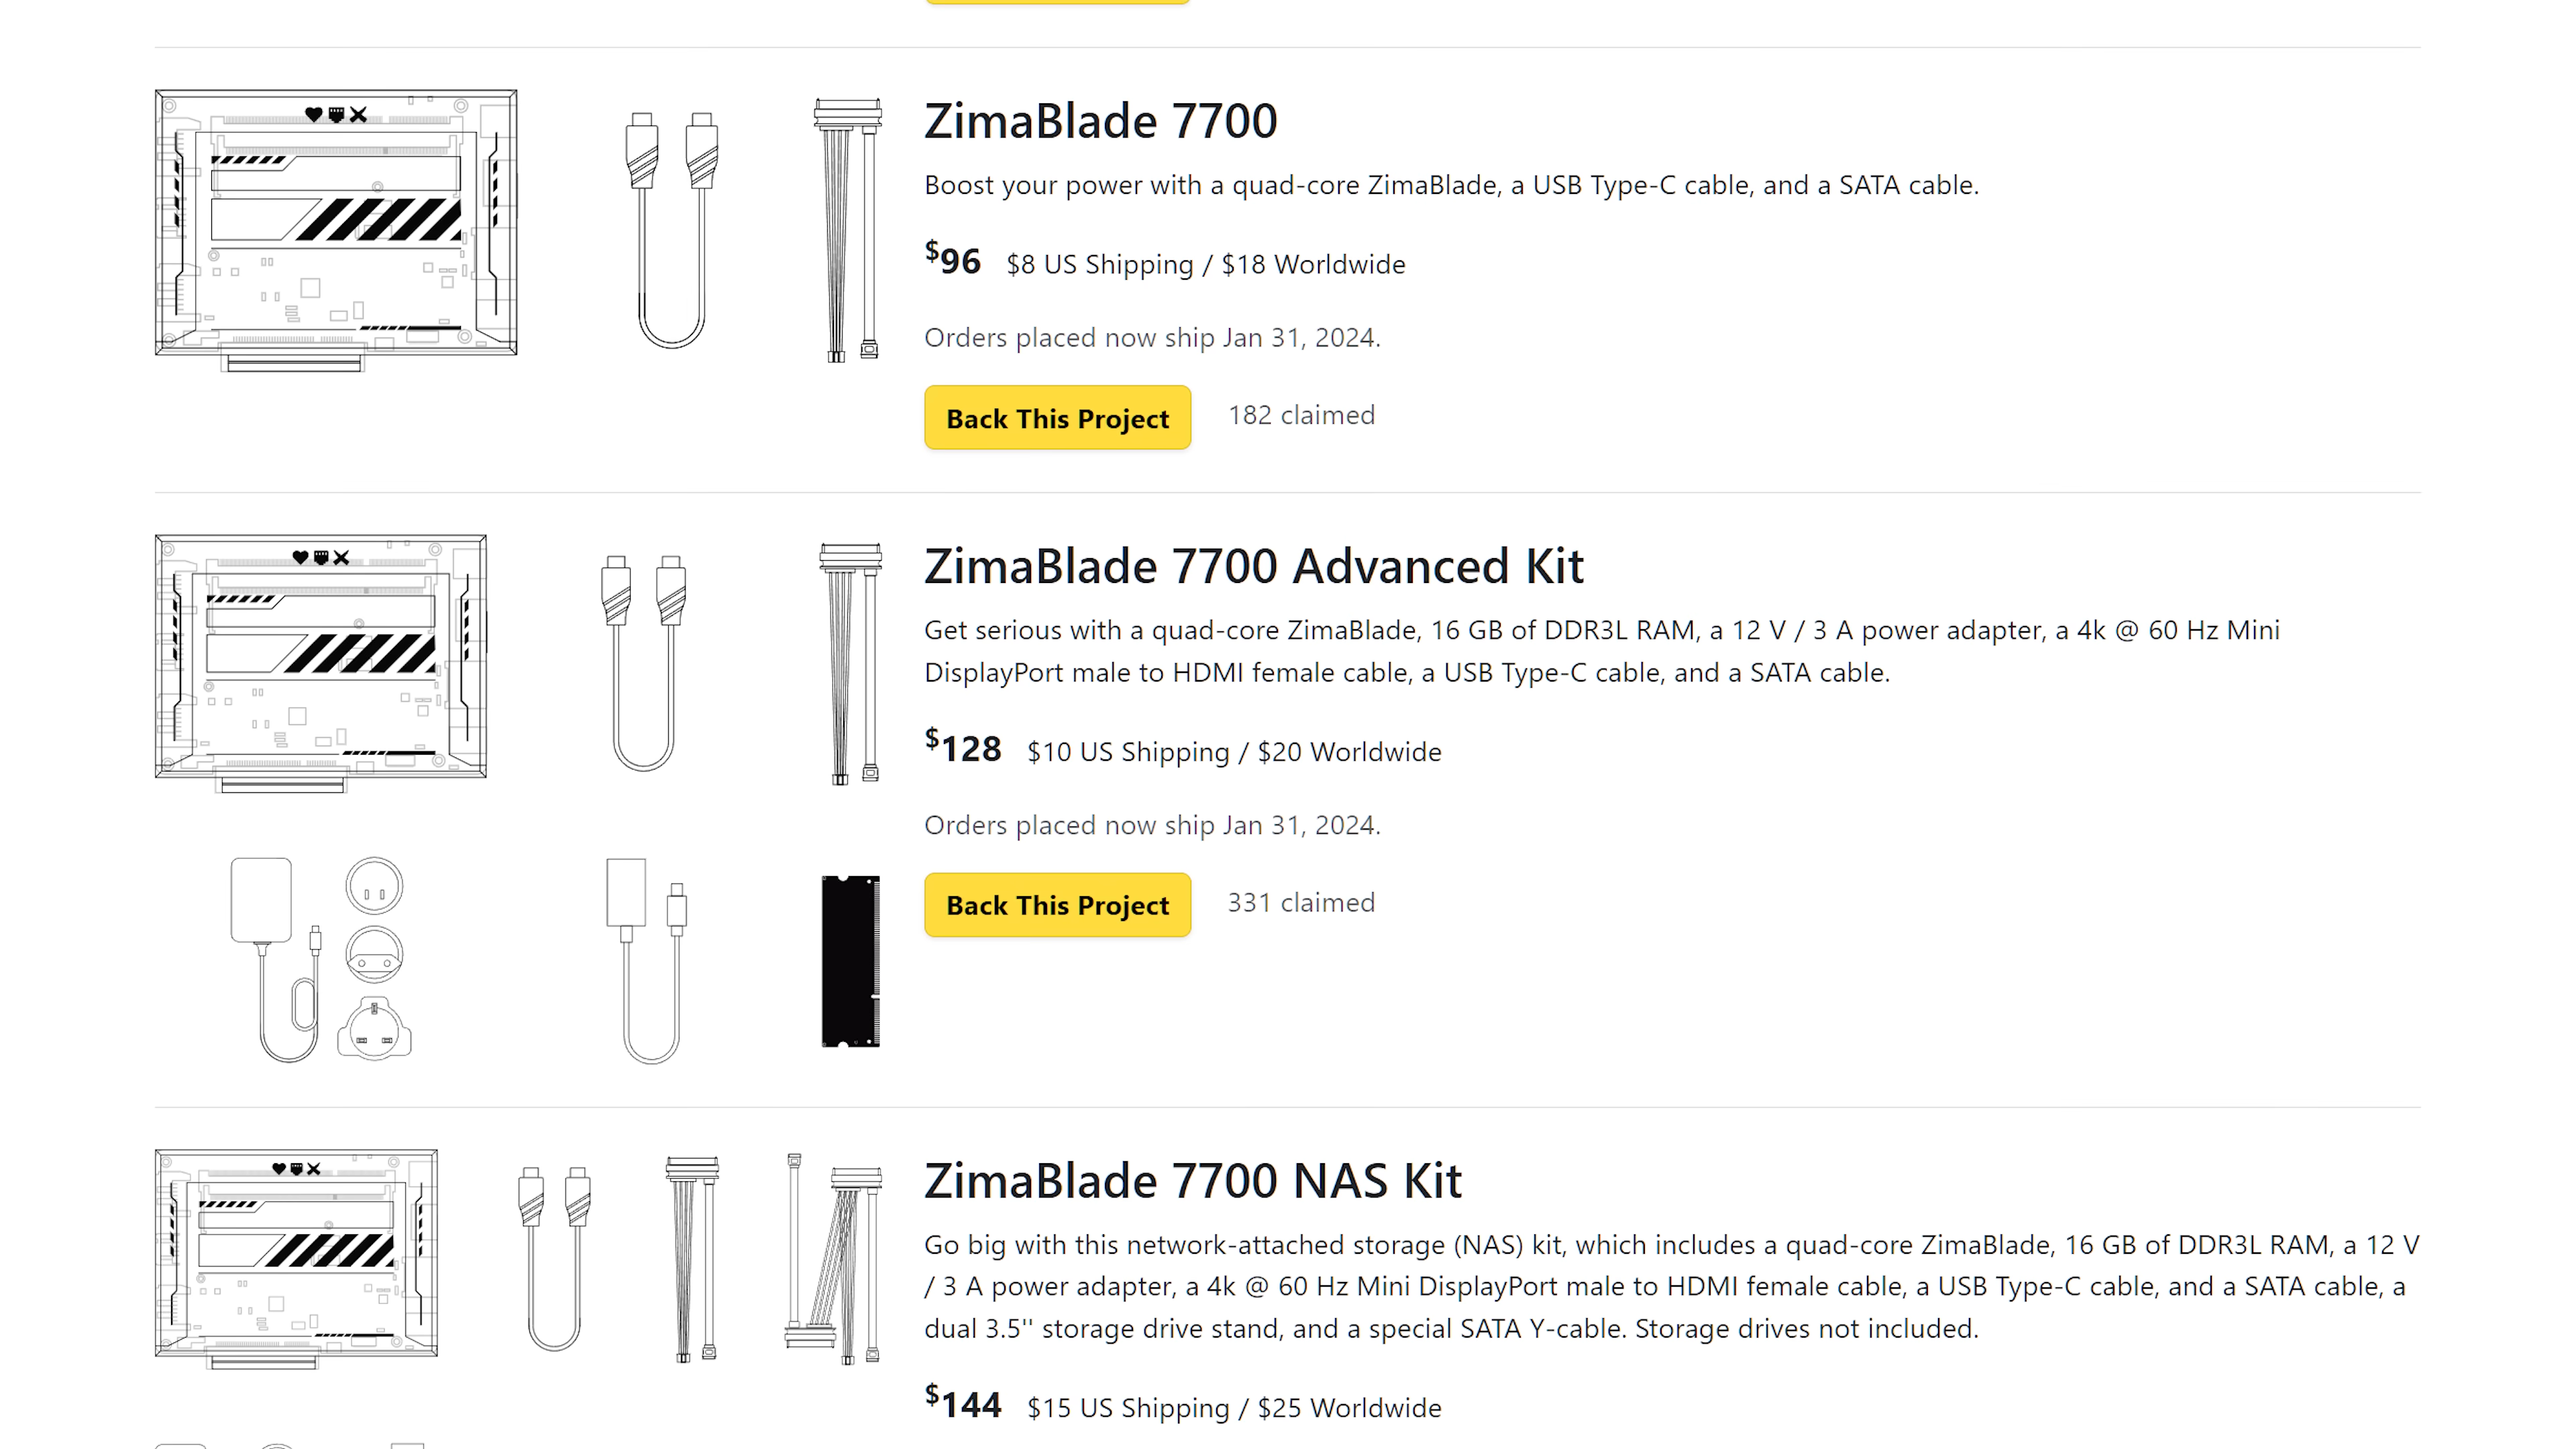 ZimaBlade 7700
Boost your power with a quad-core ZimaBlade, a USB Type-C cable, and a SATA cable.
$96 $8 US Shipping / $18 Worldwide
Orders placed now ship Jan 31, 2024.
Back This Project 182 claimed
ZimaBlade 7700 Advanced Kit
Get serious with a quad-core ZimaBlade, 16 GB of DDR3L RAM, a 12 V / 3 A power adapter, a 4k @ 60 Hz Mini
DisplayPort male to HDMI female cable, a USB Type-C cable, and a SATA cable.
$128 $10 US Shipping / $20 Worldwide
Orders placed now ship Jan 31, 2024.
Back This Project 331 claimed
ZimaBlade 7700 NAS Kit
Go big with this network-attached storage (NAS) kit, which includes a quad-core ZimaBlade, 16 GB of DDR3L RAM, a 12 V
/ 3 A power adapter, a 4k @ 60 Hz Mini DisplayPort male to HDMI female cable, a USB Type-C cable, and a SATA cable, a
dual 3.5'' storage drive stand, and a special SATA Y-cable. Storage drives not included.
$144 $15 US Shipping / $25 Worldwide